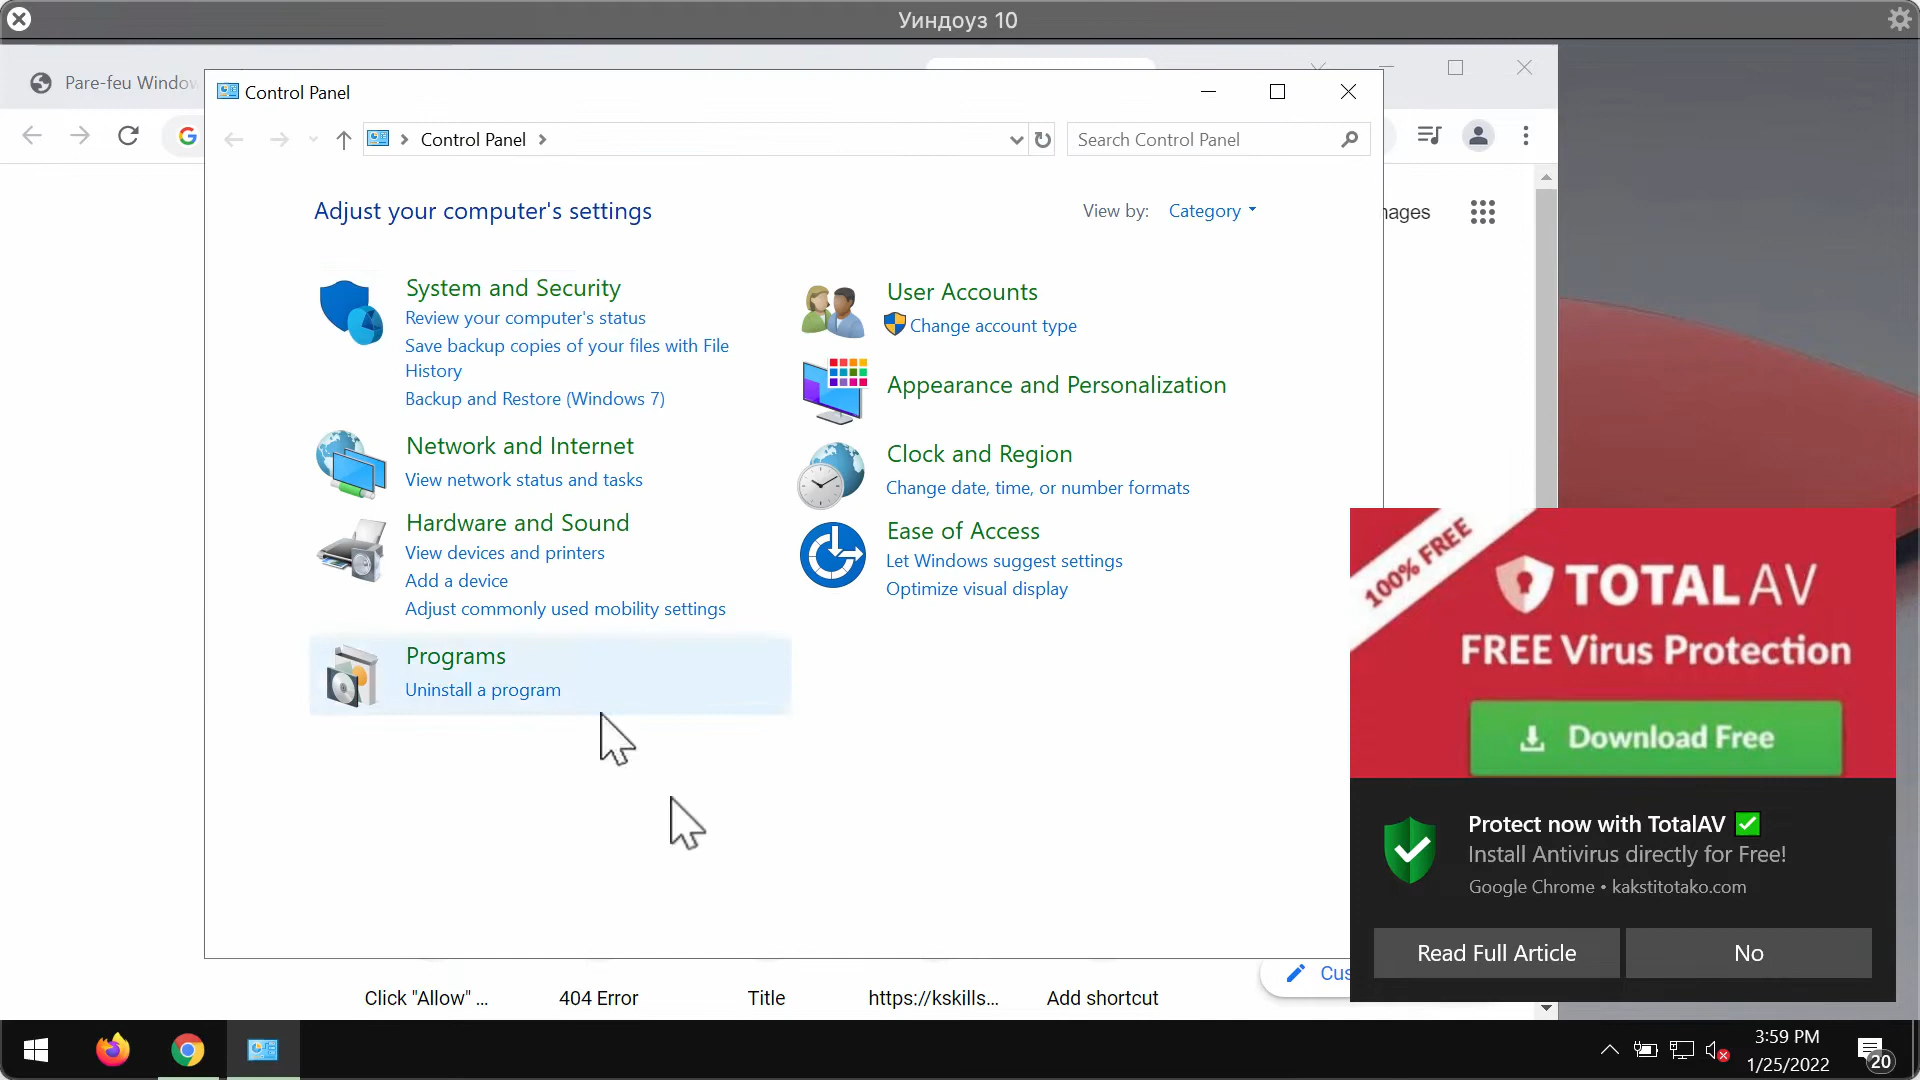 Уиндоуз 10
Pare-feu Window
Control Panel
Control Panel
Search Control Panel
Adjust your computer's settings
View by: Category
mages
System and Security
Review your computer's status
Save backup copies of your files with File
History
Backup and Restore (Windows 7)
Network and Internet
View network status and tasks
Hardware and Sound
View devices and printers
Add a device
Adjust commonly used mobility settings
Programs
Uninstall a program
User Accounts
Change account type
Appearance and Personalization
Clock and Region
Change date, time, or number formats
Ease of Access
Let Windows suggest settings
Optimize visual display
100% FREE
TOTAL AV
FREE Virus Protection
Download Free
Protect now with TotalAV ✅
Install Antivirus directly for Free!
Google Chrome • kakstitotako.com
Read Full Article
No
Cus
Click "Allow" ...
404 Error
Title
https://kskills...
Add shortcut
3:59 PM
1/25/2022
20